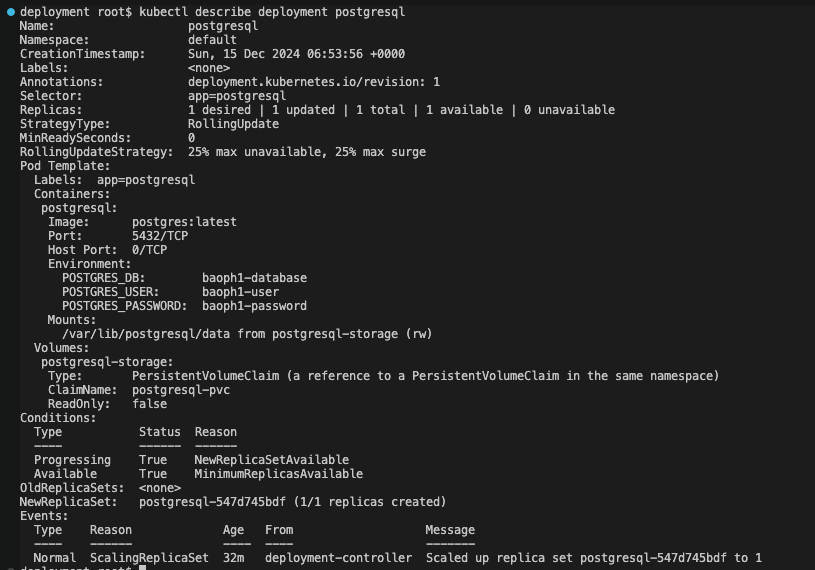 deployment root$ kubectl describe deployment postgresql
Name:                   postgresql
Namespace:              default
CreationTimestamp:      Sun, 15 Dec 2024 06:53:56 +0000
Labels:                 <none>
Annotations:            deployment.kubernetes.io/revision: 1
Selector:               app=postgresql
Replicas:               1 desired | 1 updated | 1 total | 1 available | 0 unavailable
StrategyType:           RollingUpdate
MinReadySeconds:        0
RollingUpdateStrategy:  25% max unavailable, 25% max surge
Pod Template:
  Labels:  app=postgresql
  Containers:
   postgresql:
    Image:      postgres:latest
    Port:       5432/TCP
    Host Port:  0/TCP
    Environment:
      POSTGRES_DB:        baoph1-database
      POSTGRES_USER:      baoph1-user
      POSTGRES_PASSWORD:  baoph1-password
    Mounts:
      /var/lib/postgresql/data from postgresql-storage (rw)
  Volumes:
   postgresql-storage:
    Type:       PersistentVolumeClaim (a reference to a PersistentVolumeClaim in the same namespace)
    ClaimName:  postgresql-pvc
    ReadOnly:   false
Conditions:
  Type           Status  Reason
  ----           ------  ------
  Progressing    True    NewReplicaSetAvailable
  Available      True    MinimumReplicasAvailable
OldReplicaSets:  <none>
NewReplicaSet:   postgresql-547d745bdf (1/1 replicas created)
Events:
  Type    Reason             Age   From                   Message
  ----    ------             ----  ----                   -------
  Normal  ScalingReplicaSet  32m   deployment-controller  Scaled up replica set postgresql-547d745bdf to 1
deployment root$